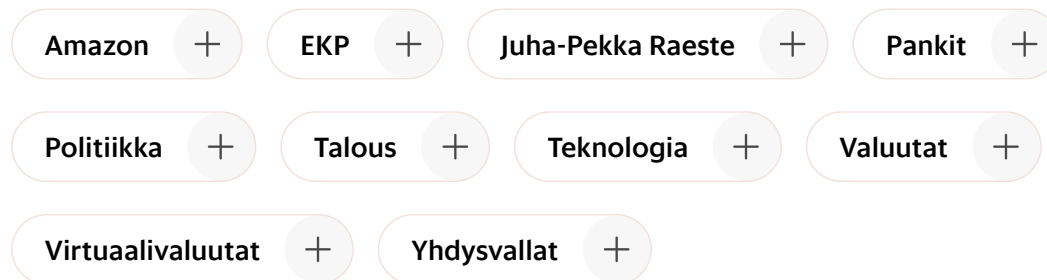 Amazon + EKP + Juha-Pekka Raeste + Pankit +
Politiikka + Talous + Teknologia + Valuutat +
Virtuaalivaluutat + Yhdysvallat +